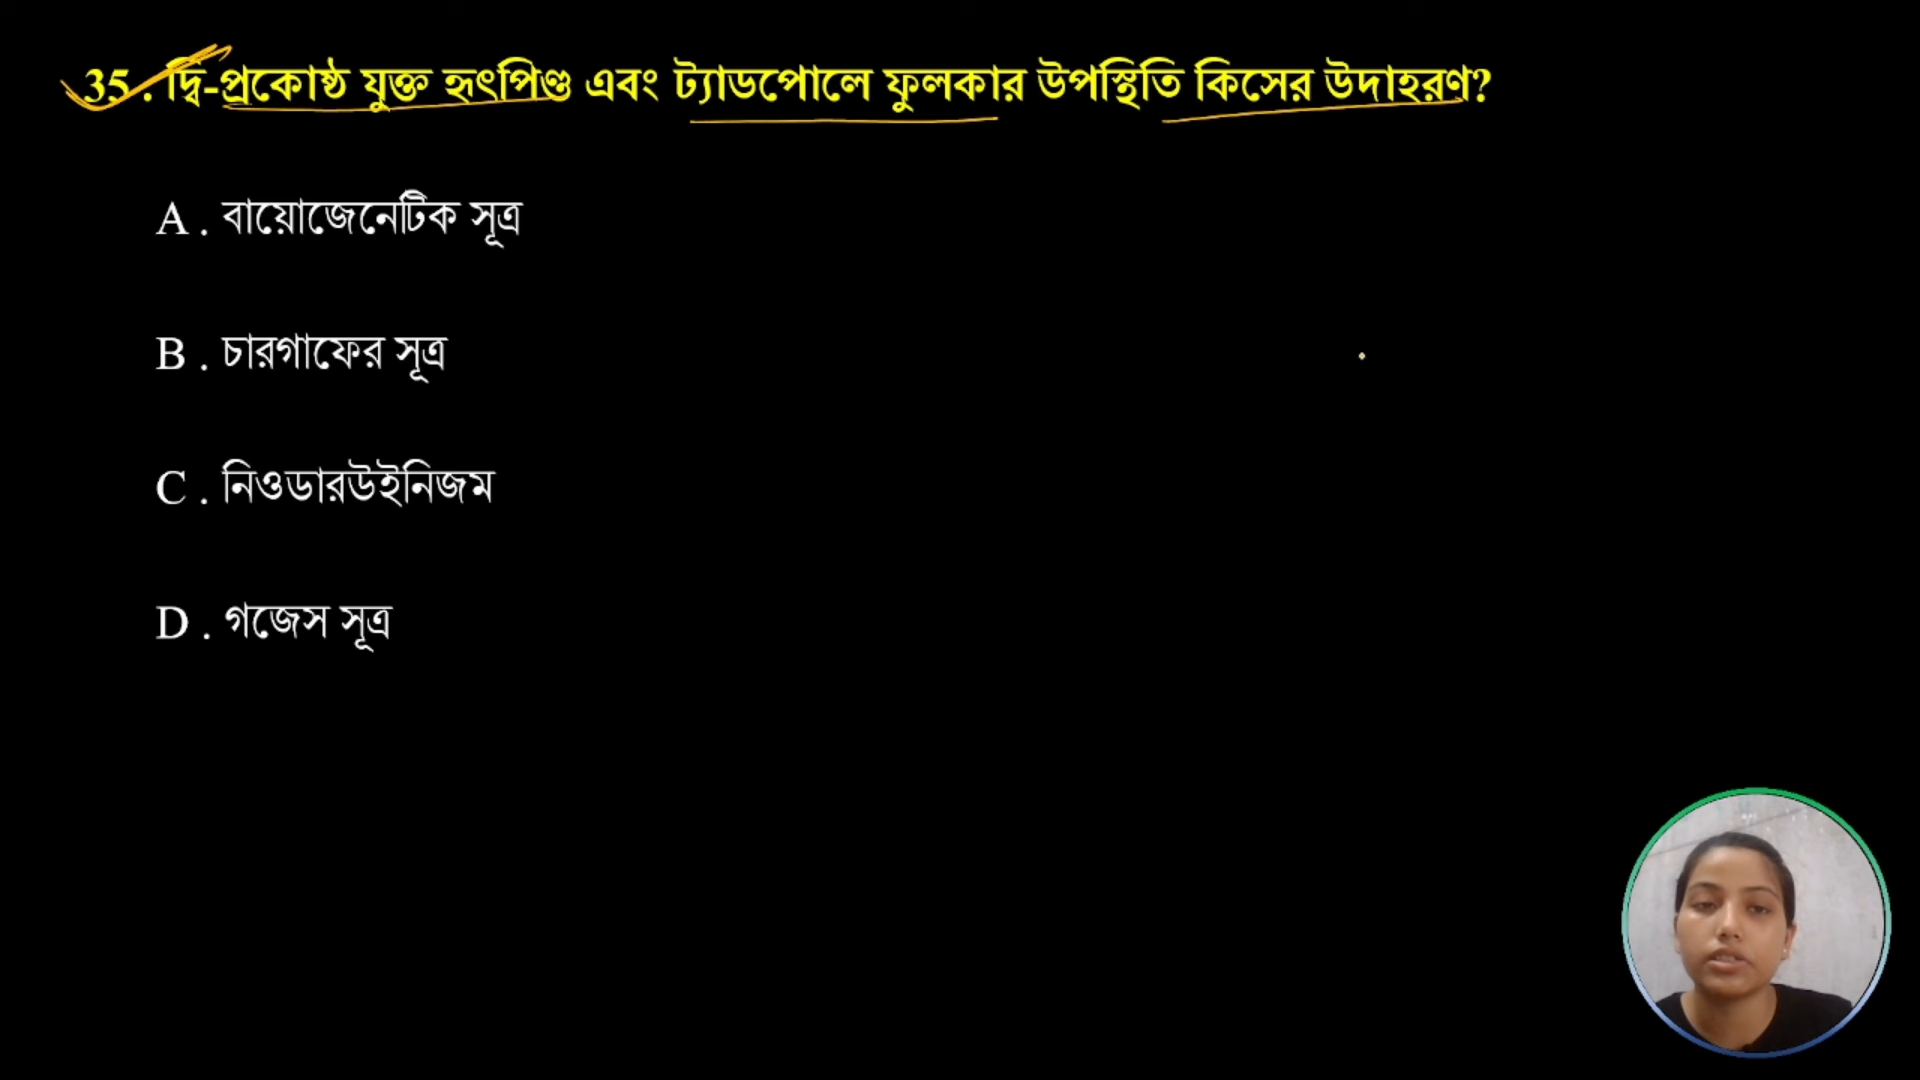 35 . দ্বি-প্রকোষ্ঠ যুক্ত হৃৎপিণ্ড এবং ট্যাডপোলে ফুলকার উপস্থিতি কিসের উদাহরণ?
A . বায়োজেনেটিক সূত্র
B . চারগাফের সূত্র
C . নিওডারউইনিজম
D . গজেস সূত্র